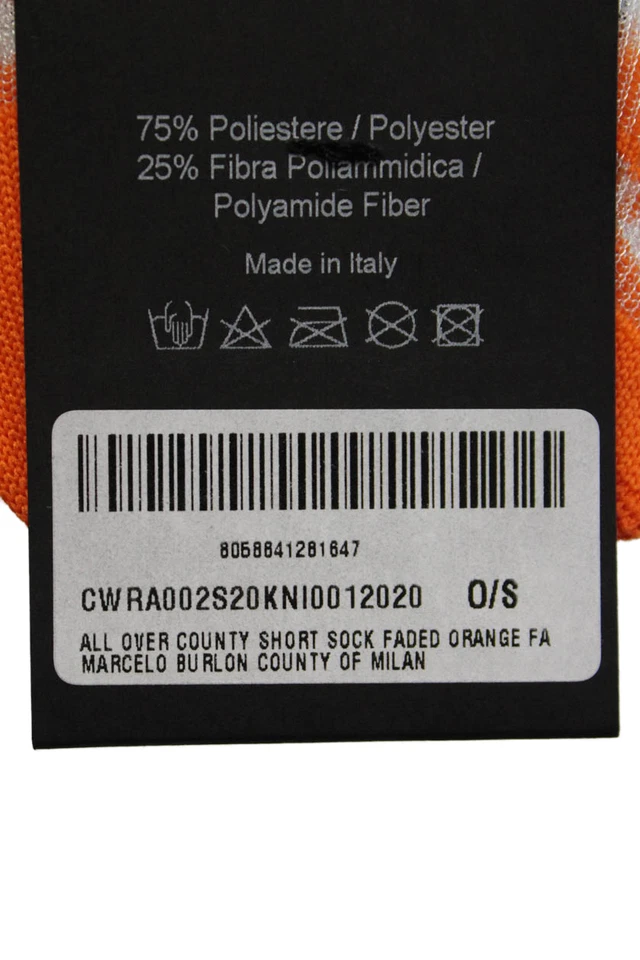 75% Poliestere / Polyester
25% Fibra Poliammidica /
Polyamide Fiber
Made in Italy
8058841281647
CWRA002S20KNI0012020 O/S
ALL OVER COUNTY SHORT SOCK FADED ORANGE FA
MARCELO BURLON COUNTY OF MILAN